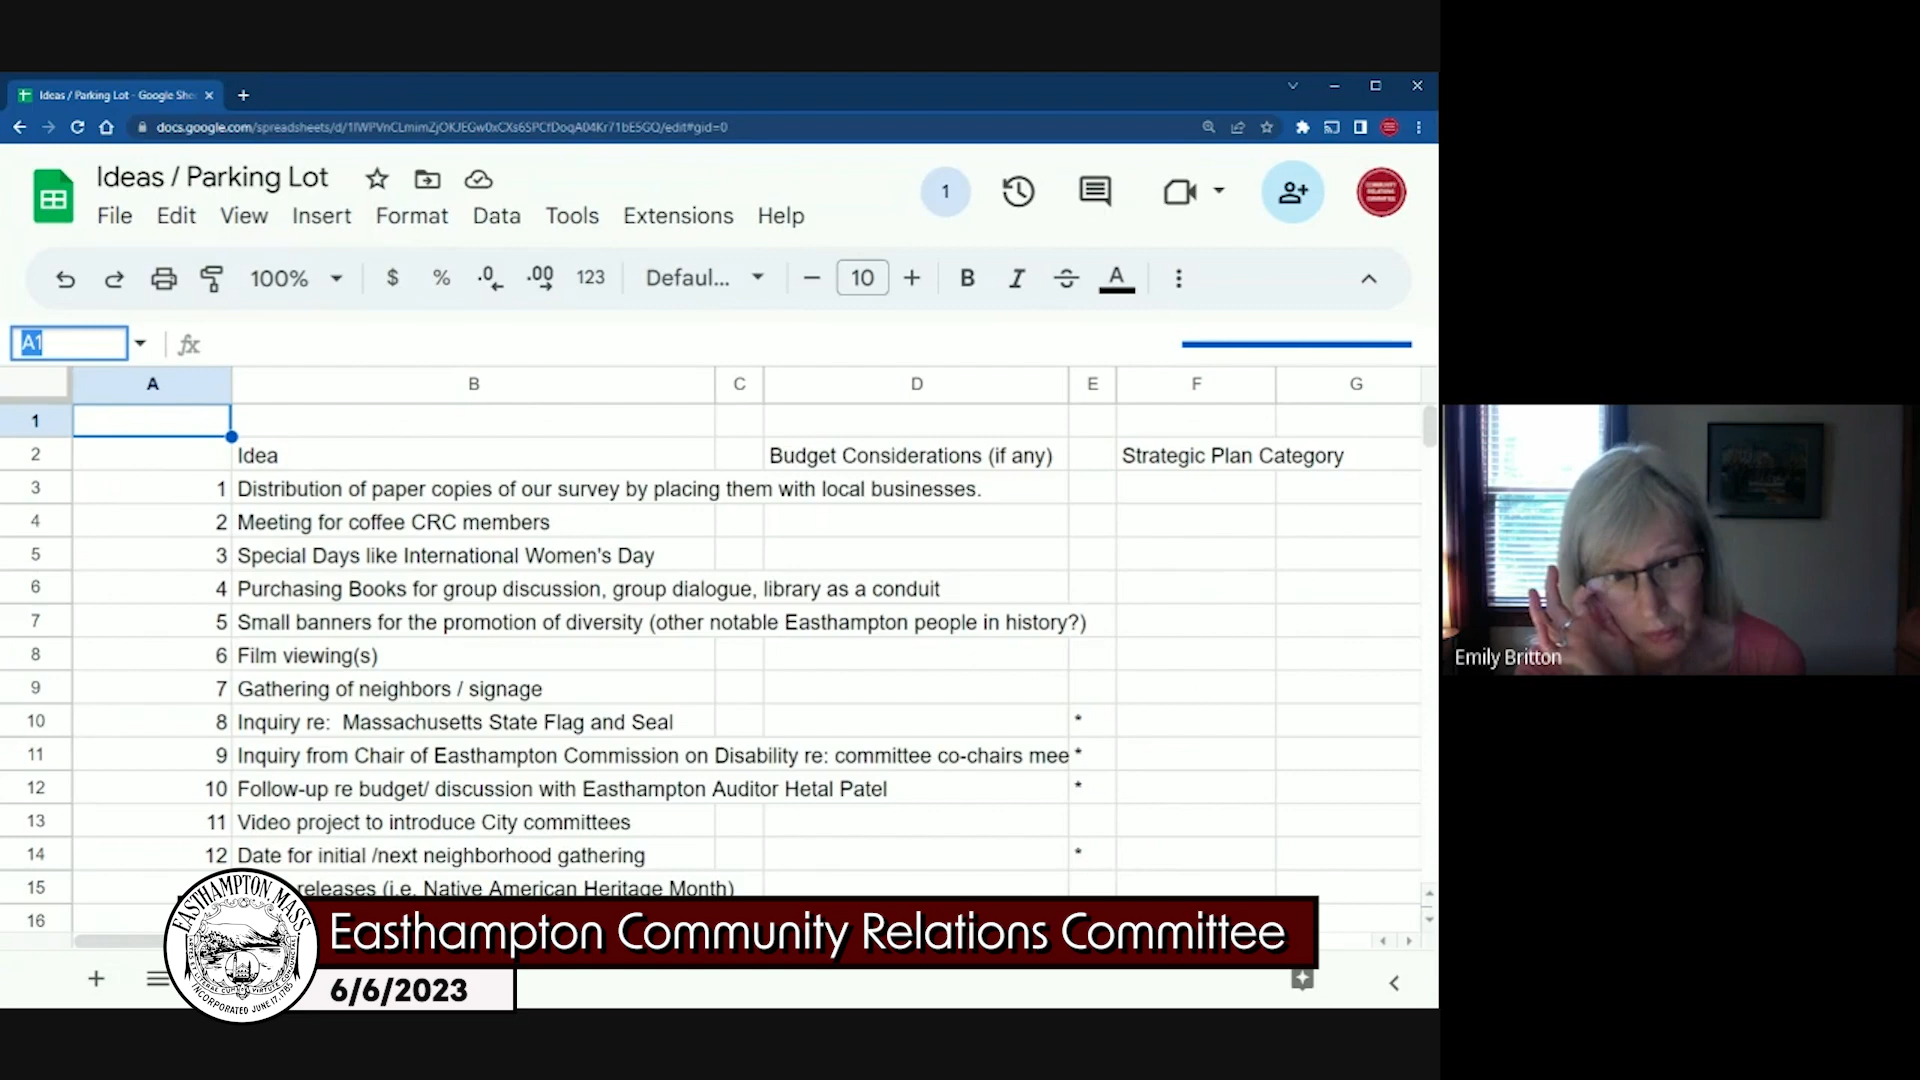 Ideas / Parking Lot - Google She
docs.google.com/spreadsheets/d/
Ideas / Parking Lot
1
File Edit View Insert Format Data Tools Extensions Help
100% $ % .0 .00 123 Defaul... 10 B I A
A1 fx
A B C D E F G
1
2 Idea Budget Considerations (if any) Strategic Plan Category
3 1 Distribution of paper copies of our survey by placing them with local businesses.
4 2 Meeting for coffee CRC members
5 3 Special Days like International Women's Day
6 4 Purchasing Books for group discussion, group dialogue, library as a conduit
7 5 Small banners for the promotion of diversity (other notable Easthampton people in history?)
8 6 Film viewing(s)
9 7 Gathering of neighbors / signage
10 8 Inquiry re: Massachusetts State Flag and Seal *
11 9 Inquiry from Chair of Easthampton Commission on Disability re: committee co-chairs mee *
12 10 Follow-up re budget/ discussion with Easthampton Auditor Hetal Patel *
13 11 Video project to introduce City committees
14 12 Date for initial /next neighborhood gathering *
15 releases (i.e. Native American Heritage Month)
16
Emily Britton
EASTHAMPTON MASS.
INCORPORATED JUNE 17, 1785
Easthampton Community Relations Committee
6/6/2023
COMMUNITY RELATIONS COMMITTEE